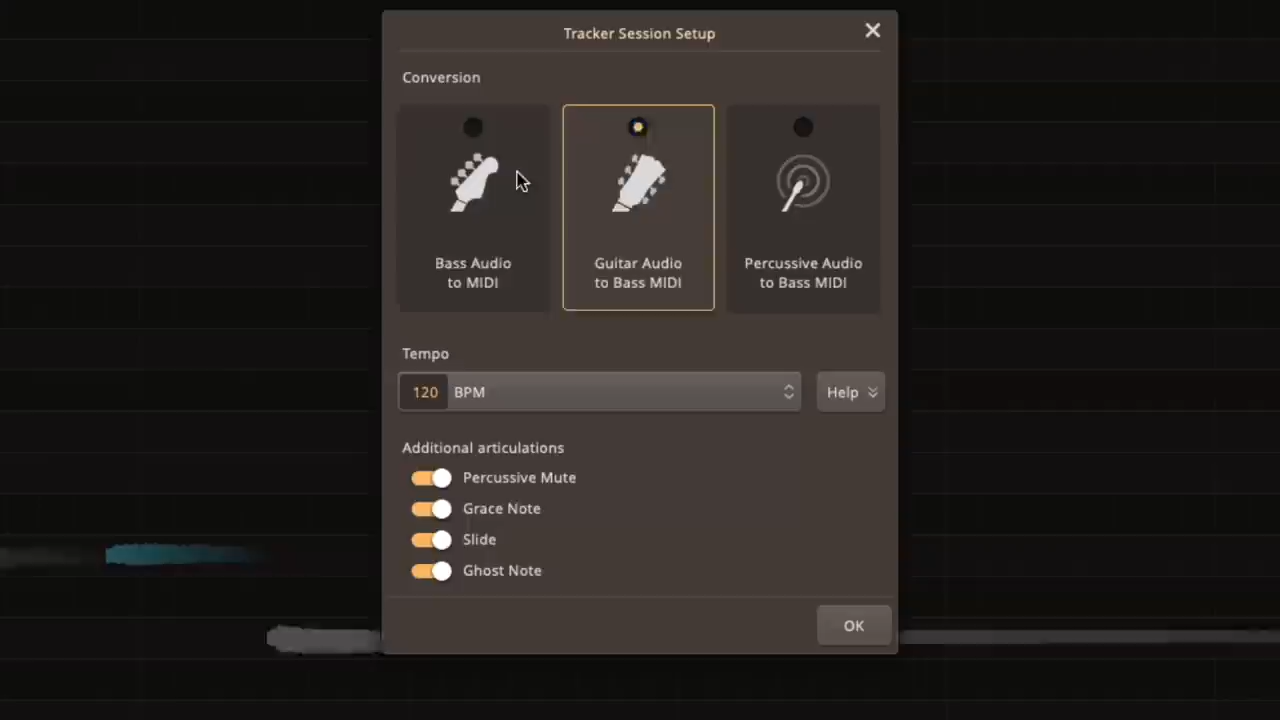 Tracker Session Setup
Conversion
Bass Audio
to MIDI
Guitar Audio
to Bass MIDI
Percussive Audio
to Bass MIDI
Tempo
120 BPM
Help
Additional articulations
Percussive Mute
Grace Note
Slide
Ghost Note
OK